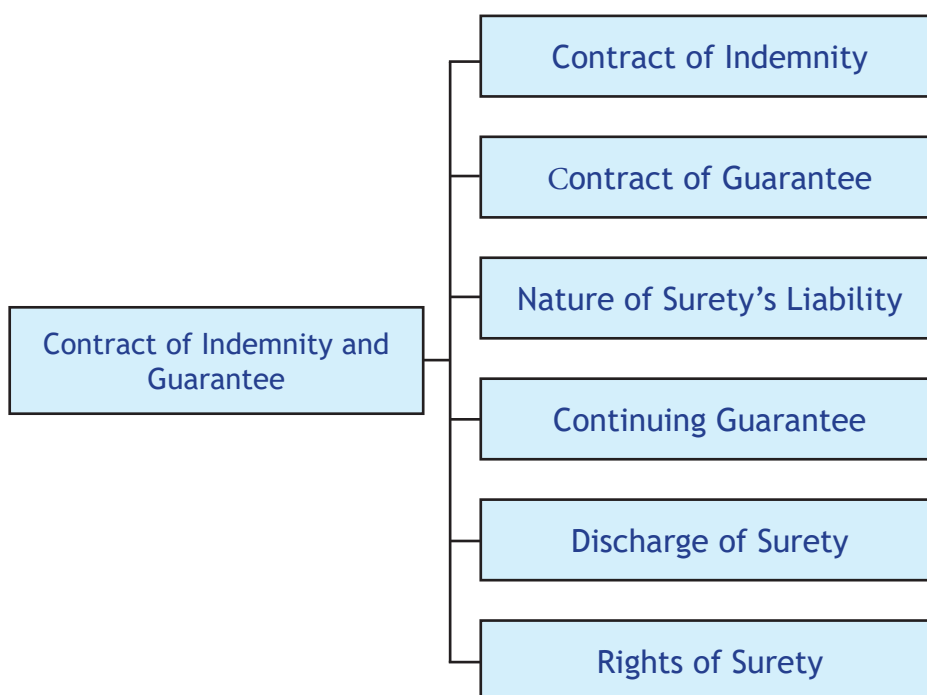 Contract of Indemnity
Contract of Guarantee
Nature of Surety’s Liability
Contract of Indemnity and
Guarantee
Continuing Guarantee
Discharge of Surety
Rights of Surety